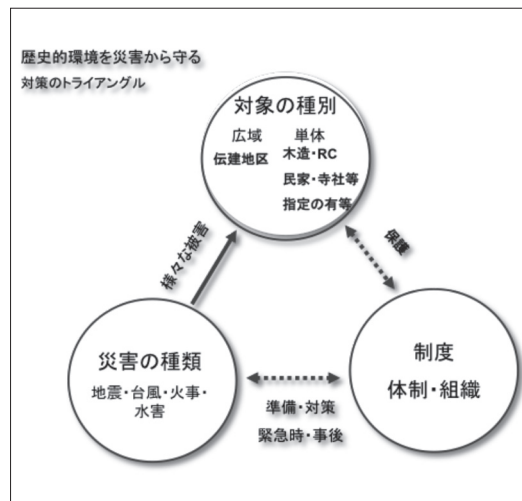 歴史的環境を災害から守る
対策のトライアングル
対象の種別
広域 単体
伝建地区 木造・RC
民家・寺社等
指定の有等
様々な被害
保護
災害の種類
地震・台風・火事・
水害
制度
体制・組織
準備・対策
緊急時・事後